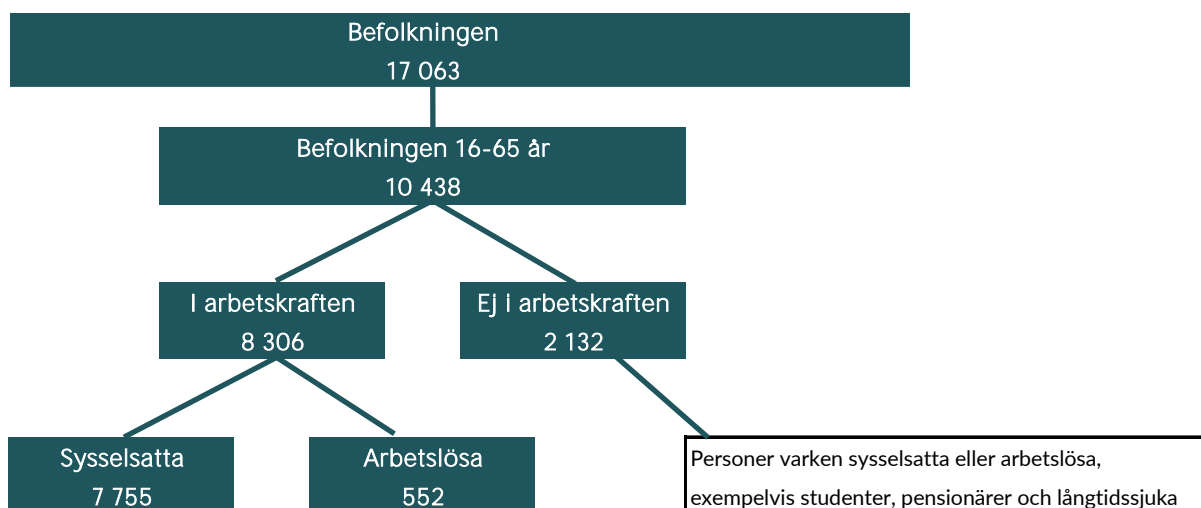 Befolkningen
17 063
Befolkningen 16-65 år
10 438
I arbetskraften
8 306
Ej i arbetskraften
2 132
Sysselsatta
7 755
Arbetslösa
552
Personer varken sysselsatta eller arbetslösa,
exempelvis studenter, pensionärer och långtidssjuka